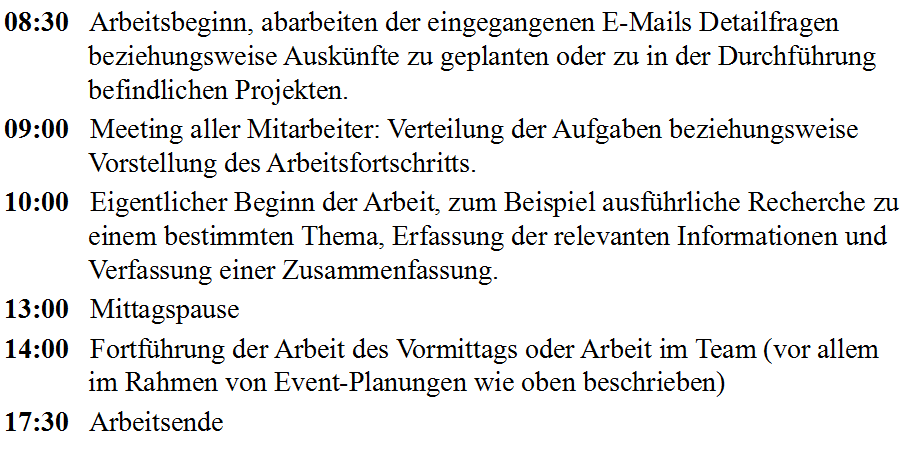 08:30 Arbeitsbeginn, abarbeiten der eingegangenen E-Mails Detailfragen
beziehungsweise Auskünfte zu geplanten oder zu in der Durchführung
befindlichen Projekten.
09:00 Meeting aller Mitarbeiter: Verteilung der Aufgaben beziehungsweise
Vorstellung des Arbeitsfortschritts.
10:00 Eigentlicher Beginn der Arbeit, zum Beispiel ausführliche Recherche zu
einem bestimmten Thema, Erfassung der relevanten Informationen und
Verfassung einer Zusammenfassung.
13:00 Mittagspause
14:00 Fortführung der Arbeit des Vormittags oder Arbeit im Team (vor allem
im Rahmen von Event-Planungen wie oben beschrieben)
17:30 Arbeitsende